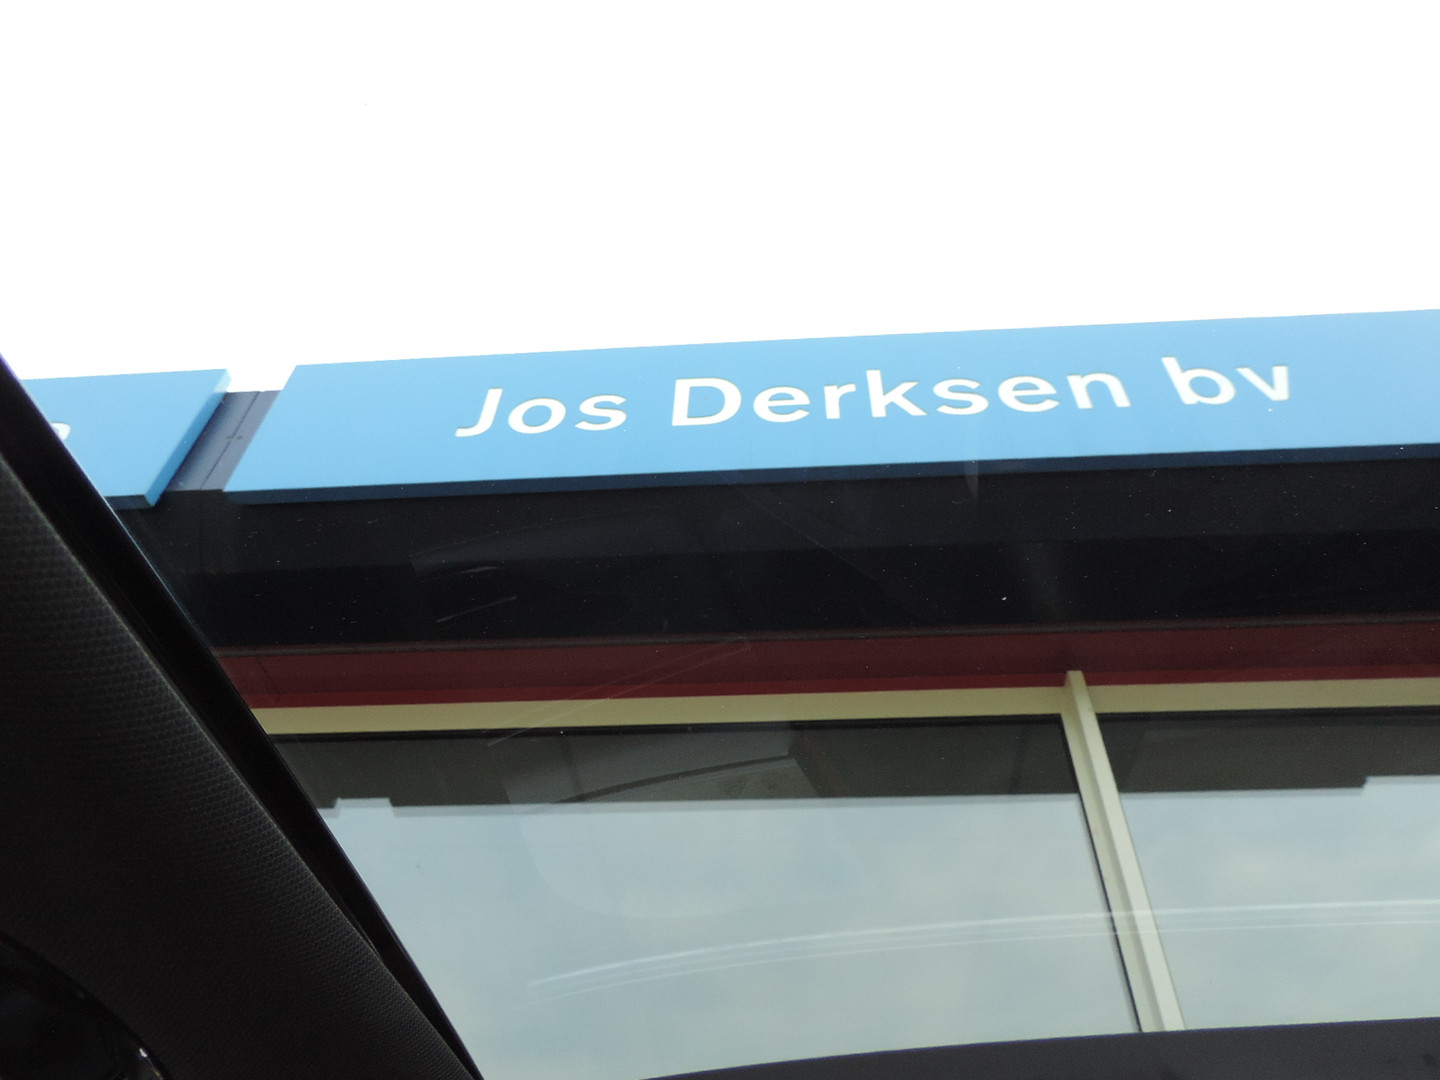 Jos Derksen bv